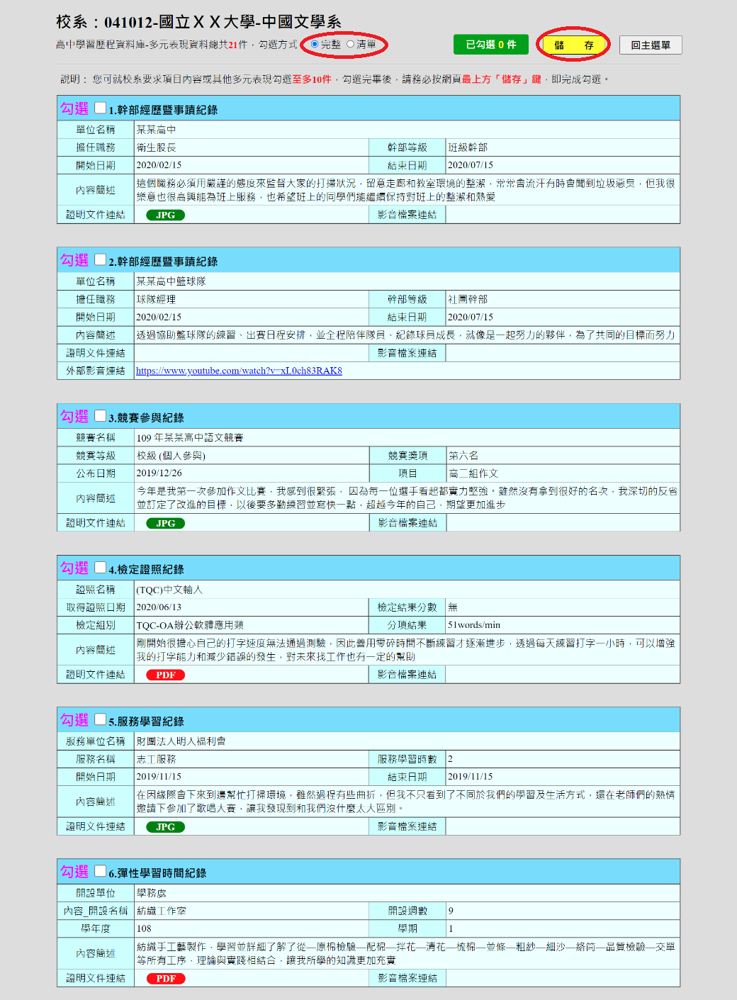 校系：041012-國立ＸＸ大學-中國文學系
高中學習歷程資料庫-多元表現資料總共21件，勾選方式 完整 清單 已勾選 0 件 儲 存 回主選單
說明： 您可就校系要求項目內容或其他多元表現勾選至多10件，勾選完畢後，請務必按網頁最上方「儲存」鍵，即完成勾選。
勾選 1.幹部經歷暨事蹟紀錄
單位名稱 某某高中
擔任職務 衛生股長 幹部等級 班級幹部
開始日期 2020/02/15 結束日期 2020/07/15
內容簡述 這個職務必須用嚴謹的態度來監督大家的打掃狀況，留意走廊和教室環境的整潔，常常會流汗有時會聞到垃圾惡臭，但我很
樂意也很高興能為班上服務，也希望班上的同學們能繼續保持對班上的整潔和熱愛
證明文件連結 JPG 影音檔案連結
勾選 2.幹部經歷暨事蹟紀錄
單位名稱 某某高中籃球隊
擔任職務 球隊經理 幹部等級 社團幹部
開始日期 2020/02/15 結束日期 2020/07/15
內容簡述 透過協助籃球隊的練習、出賽日程安排，並全程陪伴隊員、紀錄球員成長，就像是一起努力的夥伴，為了共同的目標而努力
證明文件連結 影音檔案連結
外部影音連結 https://www.youtube.com/watch?v=xL0ch83RAK8
勾選 3.競賽參與紀錄
競賽名稱 109 年某某高中語文競賽
競賽等級 校級 (個人參與) 競賽獎項 第六名
公布日期 2019/12/26 項目 高二組作文
內容簡述 今年是我第一次參加作文比賽，我感到很緊張， 因為每一位選手看起都實力堅強。雖然沒有拿到很好的名次，我深切的反省
並訂定了改進的目標，以後要多勤練習並寫快一點，超越今年的自己，期望更加進步
證明文件連結 JPG 影音檔案連結
勾選 4.檢定證照紀錄
證照名稱 (TQC)中文輸入
取得證照日期 2020/06/13 檢定結果分數 無
檢定組別 TQC-OA辦公軟體應用類 分項結果 51words/min
內容簡述 剛開始很擔心自己的打字速度無法通過測驗，因此善用零碎時間不斷練習才逐漸進步，透過每天練習打字一小時，可以增強
我的打字能力和減少錯誤的發生，對未來找工作也有一定的幫助
證明文件連結 PDF 影音檔案連結
勾選 5.服務學習紀錄
服務單位名稱 財團法人明人福利會
服務名稱 志工服務 服務學習時數 2
開始日期 2019/11/15 結束日期 2019/11/15
內容簡述 在因緣際會下來到邊幫忙打掃環境，雖然過程有些曲折，但我不只看到了不同於我們的學習及生活方式，還在老師們的熱情
邀請下參加了歌唱大賽，讓我發現到和我們沒什麼太大區別。
證明文件連結 JPG 影音檔案連結
勾選 6.彈性學習時間紀錄
開設單位 學務處
內容_開設名稱 紡織工作室 開設週數 9
學年度 108 學期 1
內容簡述 紡織手工藝製作，學習並詳細了解了從—原棉檢驗—配棉—拌花—清花—梳棉—並條—粗紗—細沙—絡筒—品質檢驗—交單
等所有工序，理論與實踐相結合，讓我所學的知識更加充實
證明文件連結 PDF 影音檔案連結